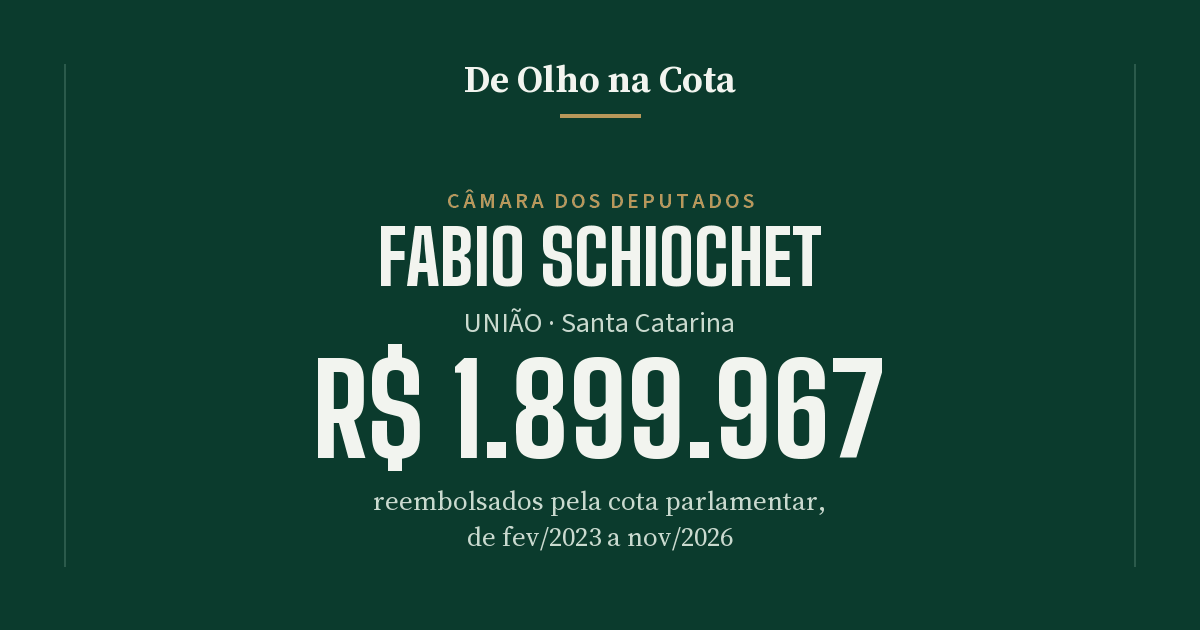 De Olho na Cota
CÂMARA DOS DEPUTADOS
FABIO SCHIOCHET
UNIÃO · Santa Catarina
R$ 1.899.967
reembolsados pela cota parlamentar,
de fev/2023 a nov/2026